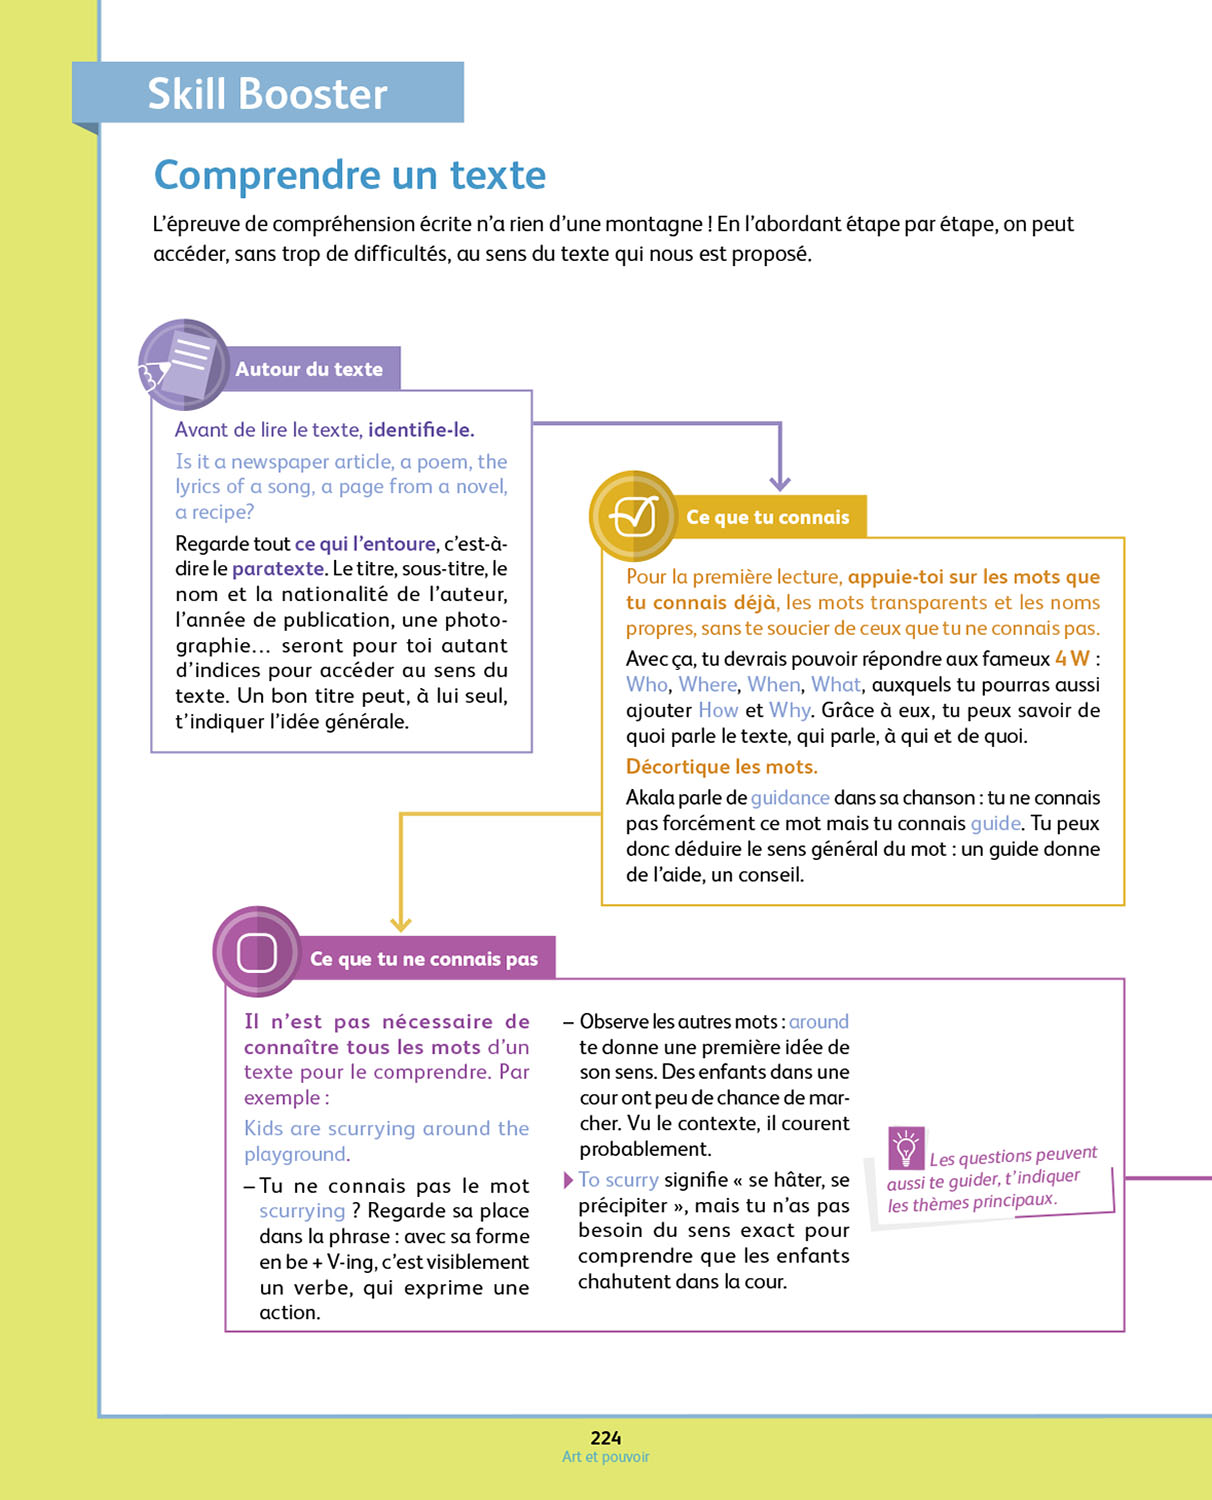 Skill Booster
Comprendre un texte
L’épreuve de compréhension écrite n’a rien d’une montagne ! En l’abordant étape par étape, on peut
accéder, sans trop de difficultés, au sens du texte qui nous est proposé.
Autour du texte
Avant de lire le texte, identifie-le.
Is it a newspaper article, a poem, the
lyrics of a song, a page from a novel,
a recipe?
Regarde tout ce qui l’entoure, c’est-à-
dire le paratexte. Le titre, sous-titre, le
nom et la nationalité de l’auteur,
l’année de publication, une photo-
graphie… seront pour toi autant
d’indices pour accéder au sens du
texte. Un bon titre peut, à lui seul,
t’indiquer l’idée générale.
Ce que tu connais
Pour la première lecture, appuie-toi sur les mots que
tu connais déjà, les mots transparents et les noms
propres, sans te soucier de ceux que tu ne connais pas.
Avec ça, tu devrais pouvoir répondre aux fameux 4 W :
Who, Where, When, What, auxquels tu pourras aussi
ajouter How et Why. Grâce à eux, tu peux savoir de
quoi parle le texte, qui parle, à qui et de quoi.
Décortique les mots.
Akala parle de guidance dans sa chanson : tu ne connais
pas forcément ce mot mais tu connais guide. Tu peux
donc déduire le sens général du mot : un guide donne
de l’aide, un conseil.
Ce que tu ne connais pas
Il n’est pas nécessaire de
connaître tous les mots d’un
texte pour le comprendre. Par
exemple :
Kids are scurrying around the
playground.
– Tu ne connais pas le mot
scurrying ? Regarde sa place
dans la phrase : avec sa forme
en be + V-ing, c’est visiblement
un verbe, qui exprime une
action.
– Observe les autres mots : around
te donne une première idée de
son sens. Des enfants dans une
cour ont peu de chance de mar-
cher. Vu le contexte, il courent
probablement.
To scurry signifie « se hâter, se
précipiter », mais tu n’as pas
besoin du sens exact pour
comprendre que les enfants
chahutent dans la cour.
Les questions peuvent
aussi te guider, t’indiquer
les thèmes principaux.
224
Art et pouvoir